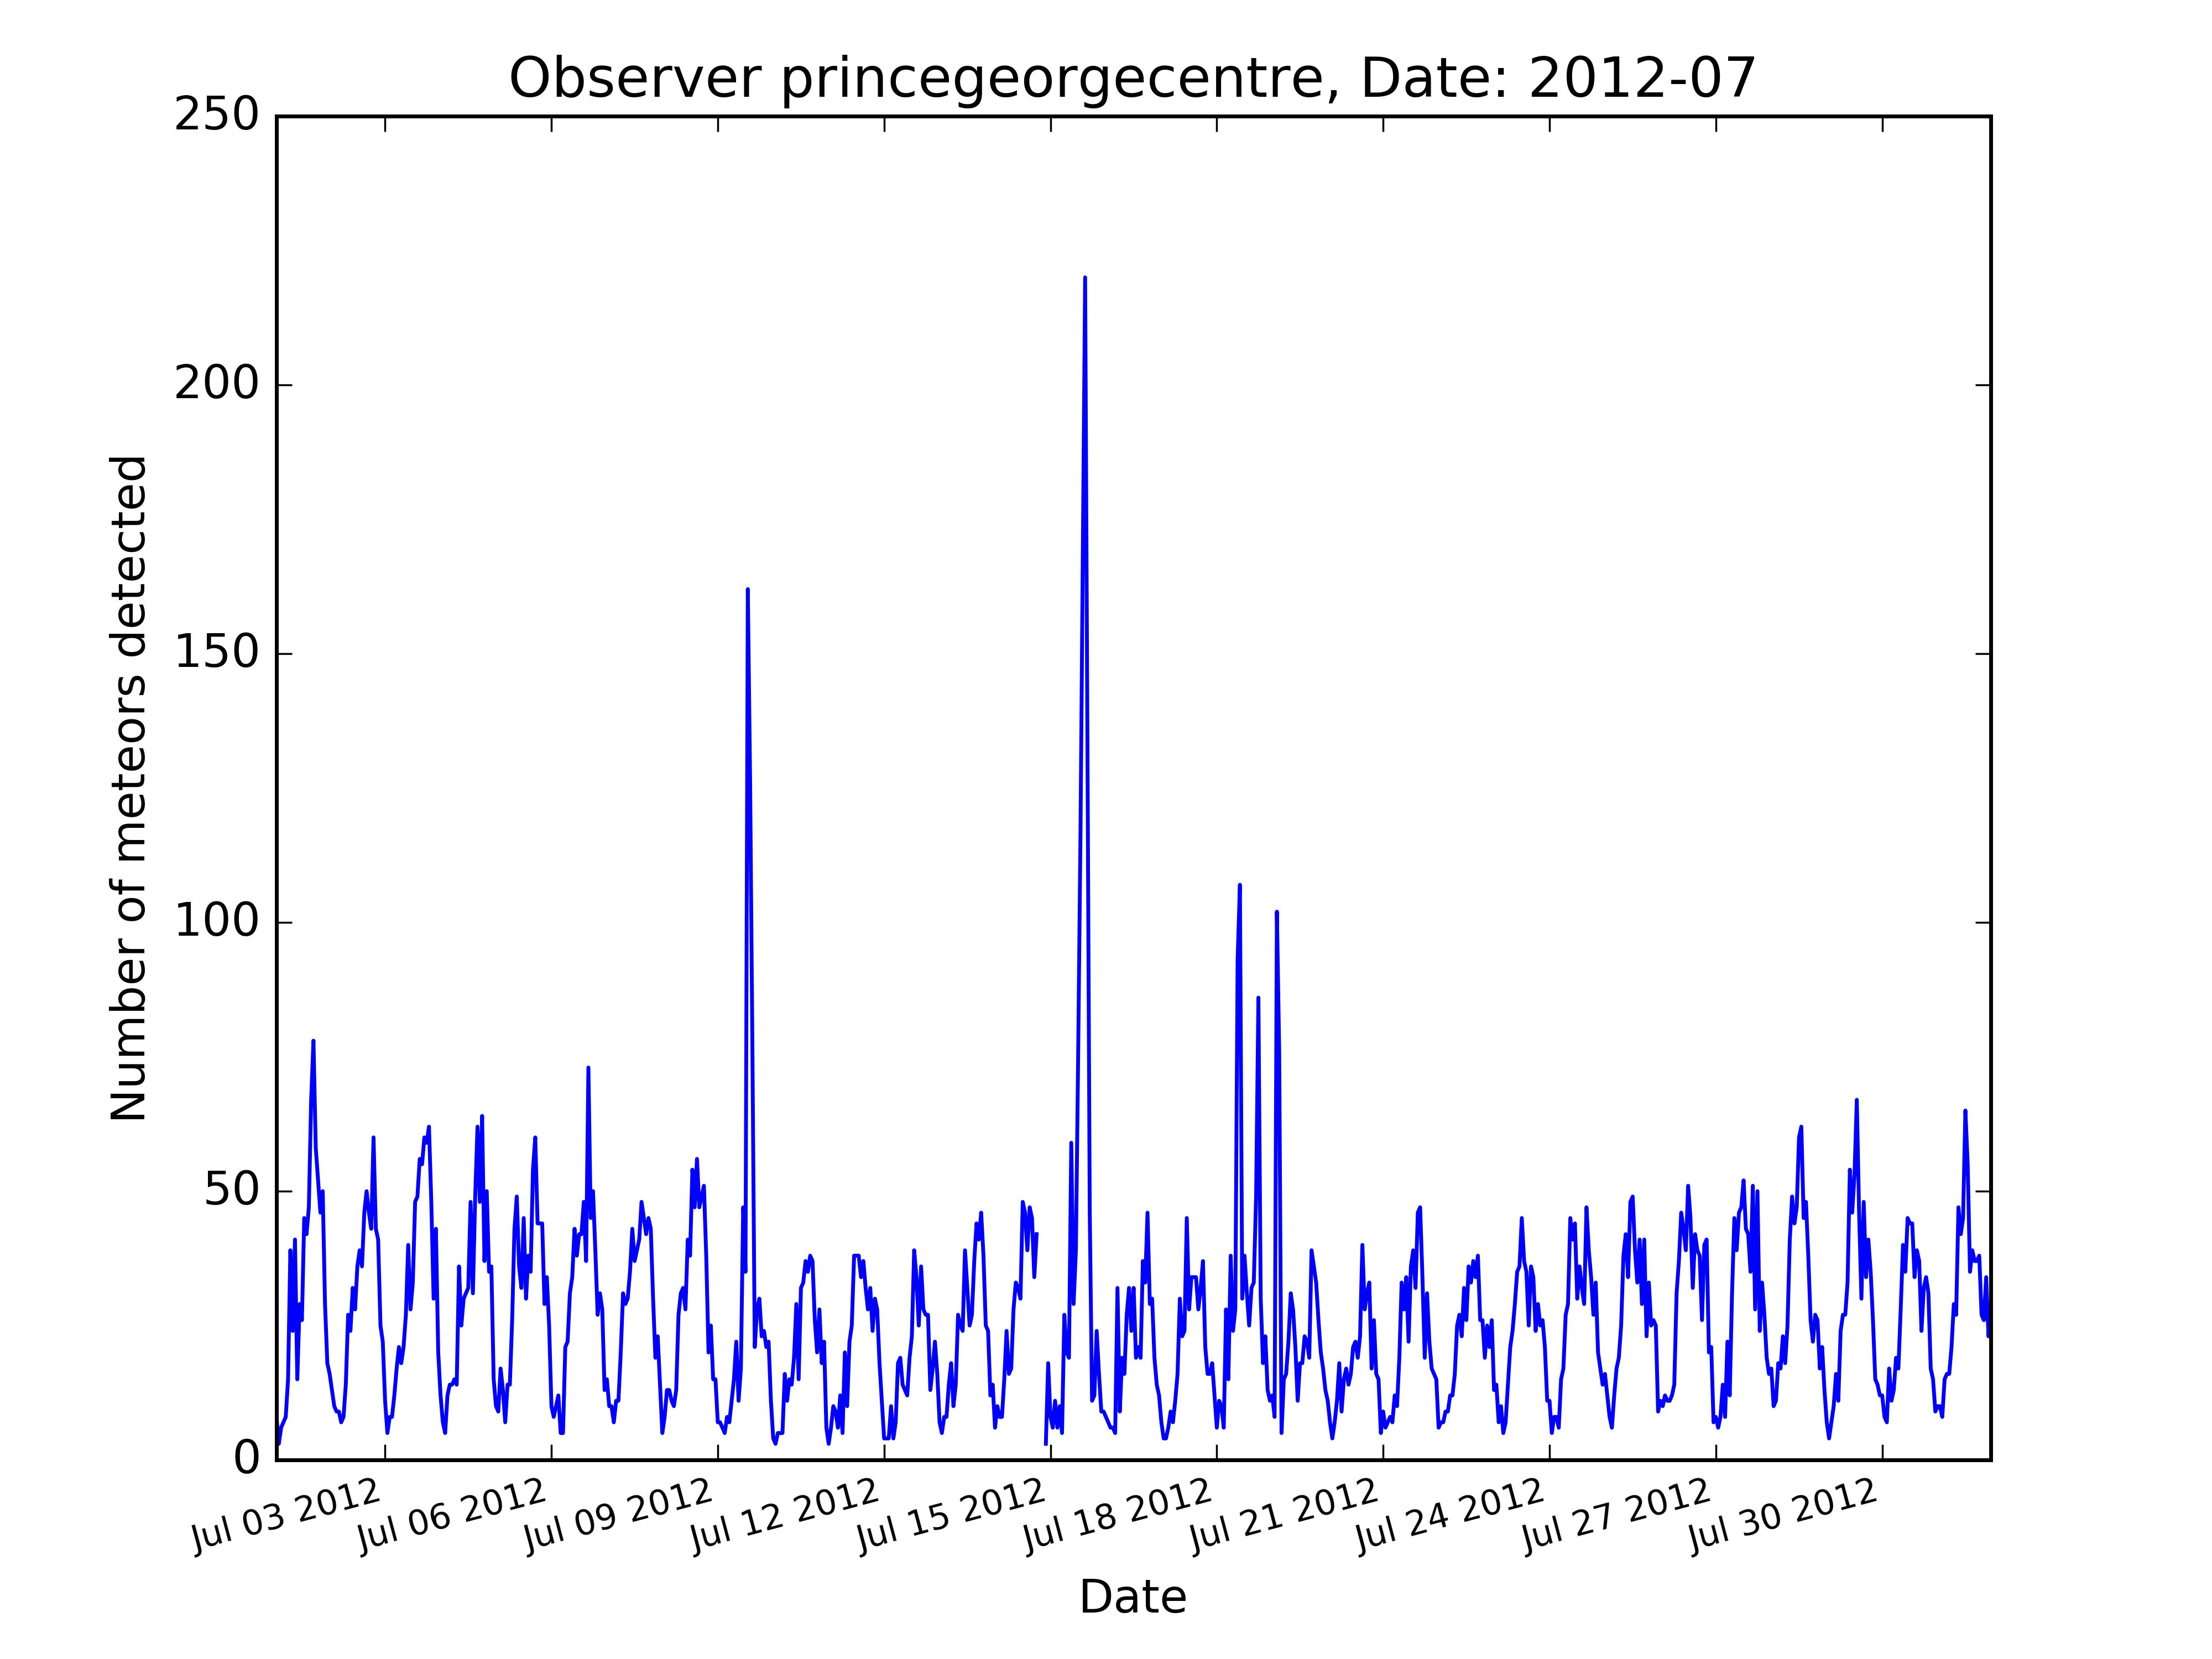 Observer princegeorgecentre, Date: 2012-07
250
200
150
100
50
0
Number of meteors detected
Jul 03 2012
Jul 06 2012
Jul 09 2012
Jul 12 2012
Jul 15 2012
Jul 18 2012
Jul 21 2012
Jul 24 2012
Jul 27 2012
Jul 30 2012
Date